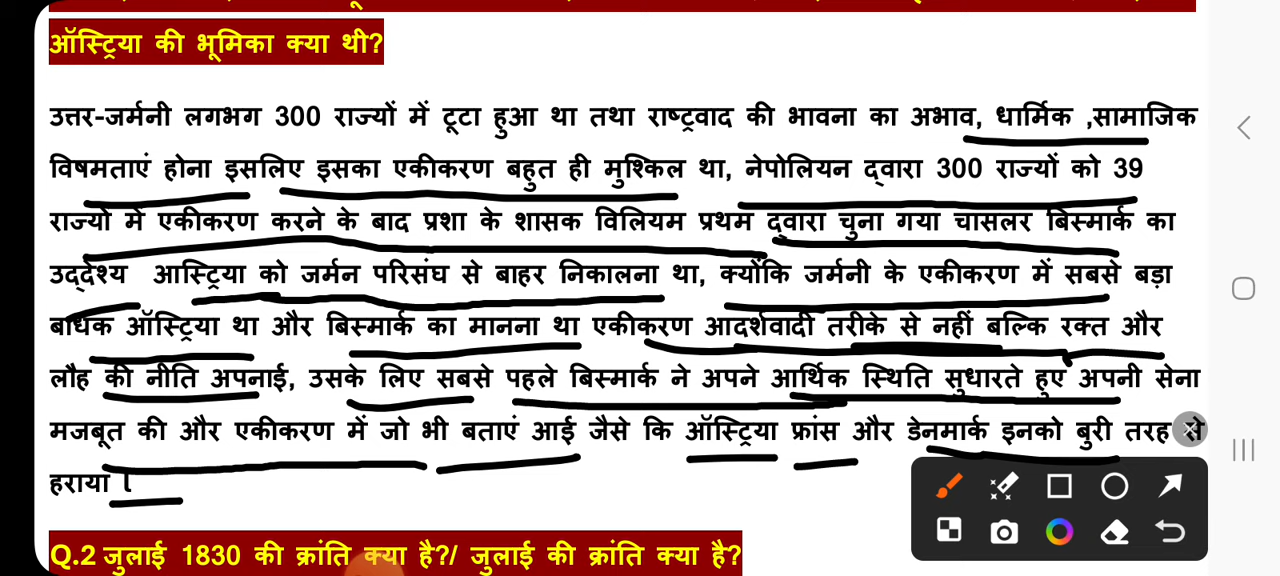 ऑस्ट्रिया की भूमिका क्या थी?
उत्तर-जर्मनी लगभग 300 राज्यों में टूटा हुआ था तथा राष्ट्रवाद की भावना का अभाव, धार्मिक ,सामाजिक
विषमताएं होना इसलिए इसका एकीकरण बहुत ही मुश्किल था, नेपोलियन द्वारा 300 राज्यों को 39
राज्यो में एकीकरण करने के बाद प्रशा के शासक विलियम प्रथम द्वारा चुना गया चासलर बिस्मार्क का
उद्देश्य आस्ट्रिया को जर्मन परिसंघ से बाहर निकालना था, क्योंकि जर्मनी के एकीकरण में सबसे बड़ा
बाधक ऑस्ट्रिया था और बिस्मार्क का मानना था एकीकरण आदर्शवादी तरीके से नहीं बल्कि रक्त और
लौह की नीति अपनाई, उसके लिए सबसे पहले बिस्मार्क ने अपने आर्थिक स्थिति सुधारते हुए अपनी सेना
मजबूत की और एकीकरण में जो भी बताएं आई जैसे कि ऑस्ट्रिया फ्रांस और डेनमार्क इनको बुरी तरह से
हराया l
Q.2 जुलाई 1830 की क्रांति क्या है?/ जुलाई की क्रांति क्या है?